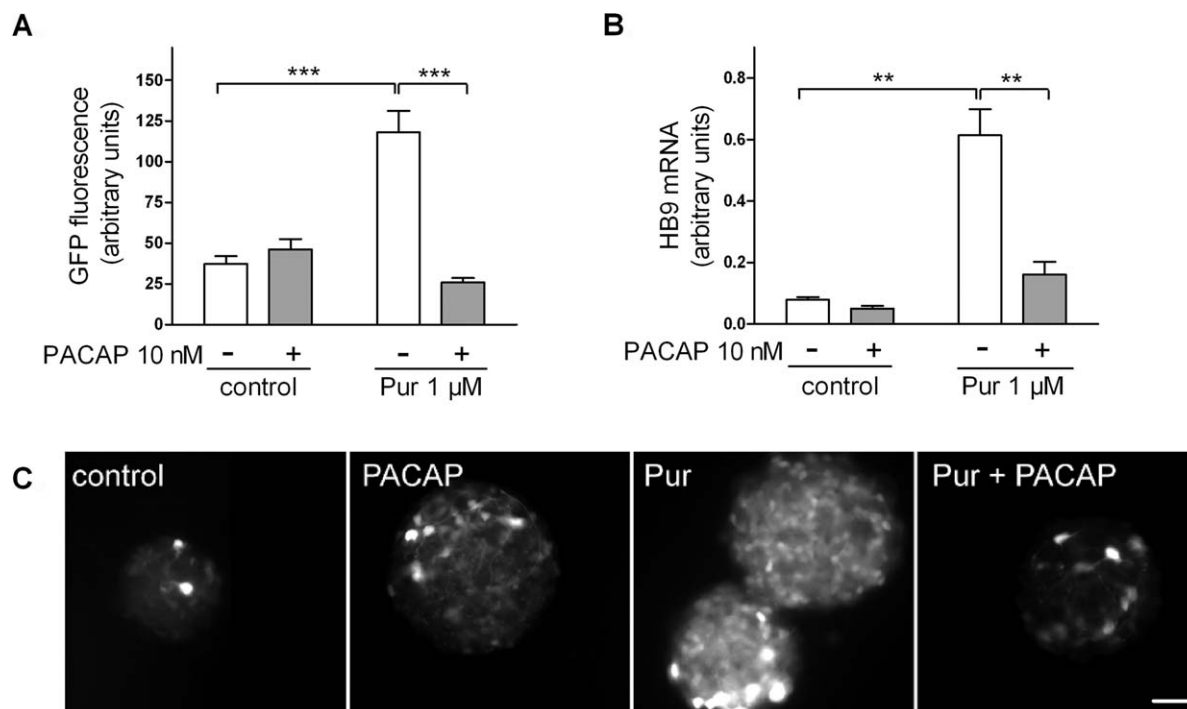 A
GFP fluorescence
(arbitrary units)
150
125
100
75
50
25
0
*** ***
PACAP 10 nM - + - +
control Pur 1 µM
B
HB9 mRNA
(arbitrary units)
0.8
0.6
0.4
0.2
0.0
** **
PACAP 10 nM - + - +
control Pur 1 µM
C
control PACAP Pur Pur + PACAP